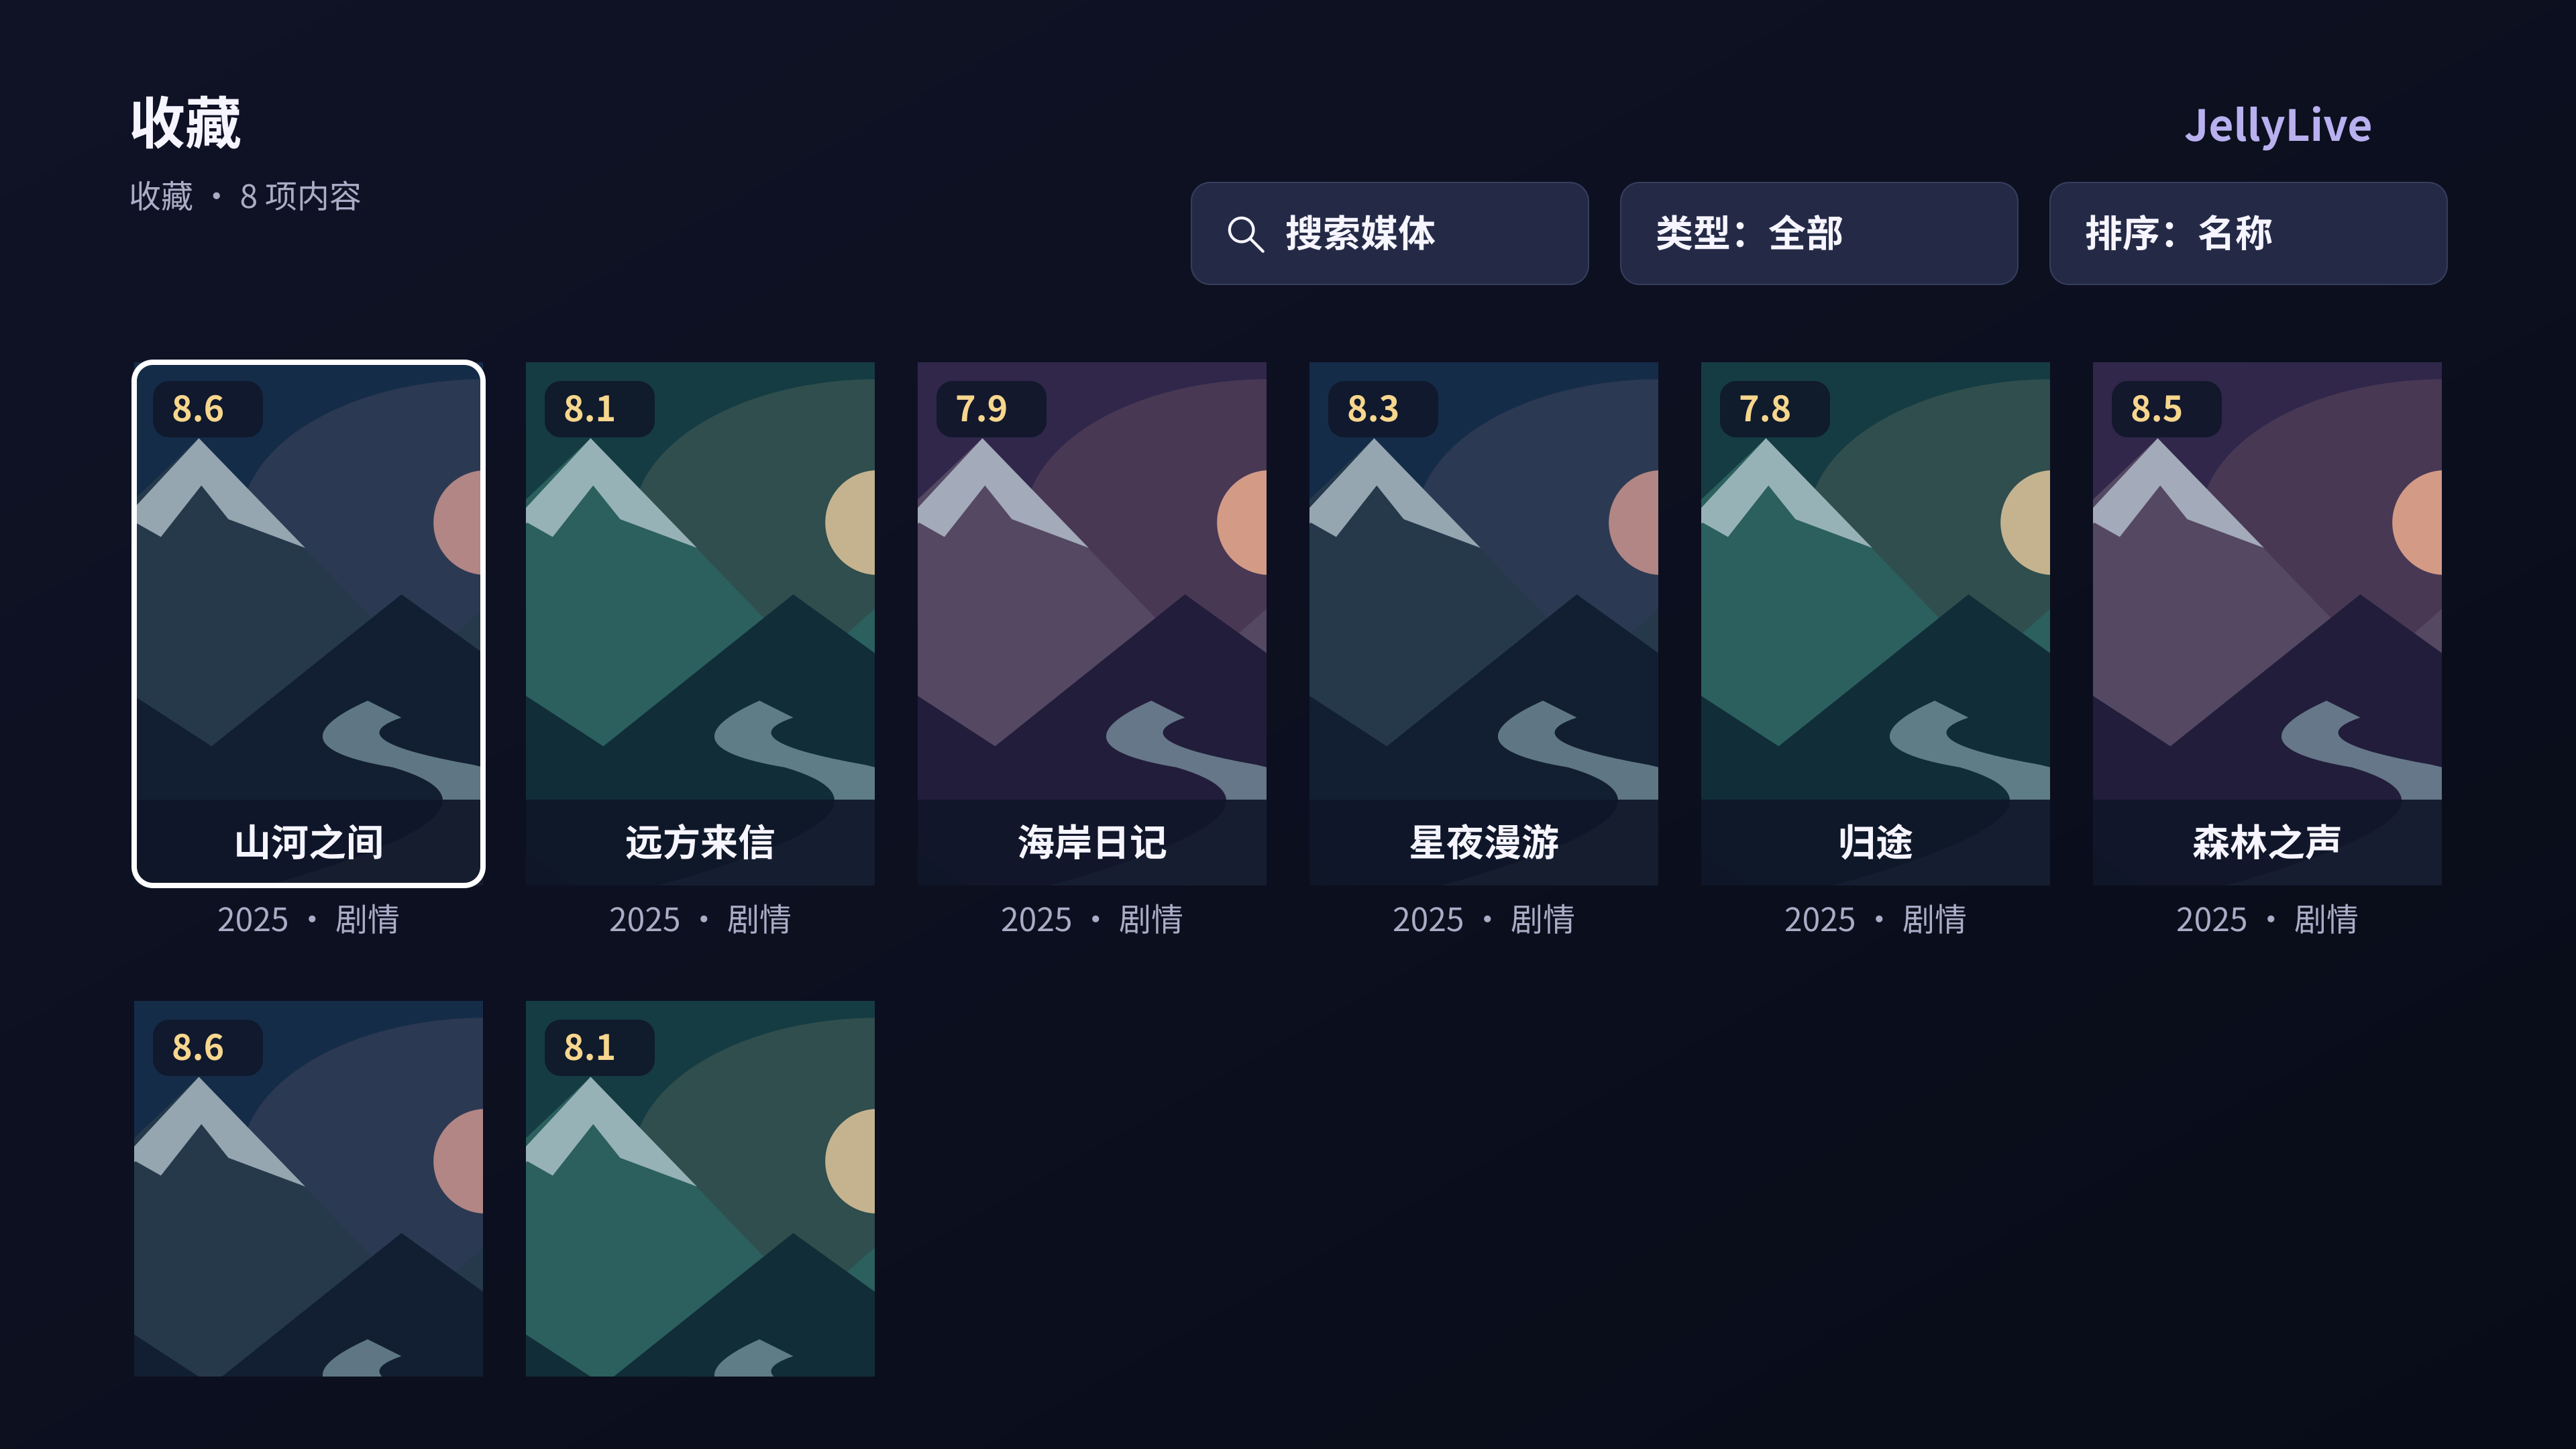 收藏
JellyLive
收藏 • 8 项内容
搜索媒体
类型：全部
排序：名称
8.6
8.1
7.9
8.3
7.8
8.5
山河之间
远方来信
海岸日记
星夜漫游
归途
森林之声
2025 • 剧情
2025 • 剧情
2025 • 剧情
2025 • 剧情
2025 • 剧情
2025 • 剧情
8.6
8.1